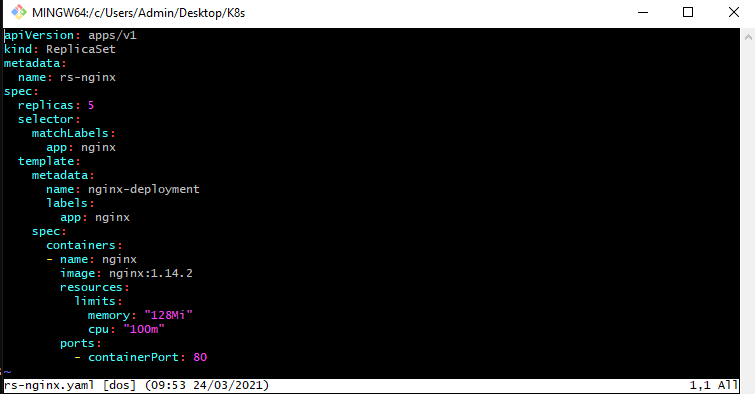 MINGW64:/c/Users/Admin/Desktop/K8s
apiVersion: apps/v1
kind: ReplicaSet
metadata:
  name: rs-nginx
spec:
  replicas: 5
  selector:
    matchLabels:
      app: nginx
  template:
    metadata:
      name: nginx-deployment
      labels:
        app: nginx
    spec:
      containers:
      - name: nginx
        image: nginx:1.14.2
        resources:
          limits:
            memory: "128Mi"
            cpu: "100m"
        ports:
          - containerPort: 80
~
rs-nginx.yaml [dos] (09:53 24/03/2021) 1,1 All